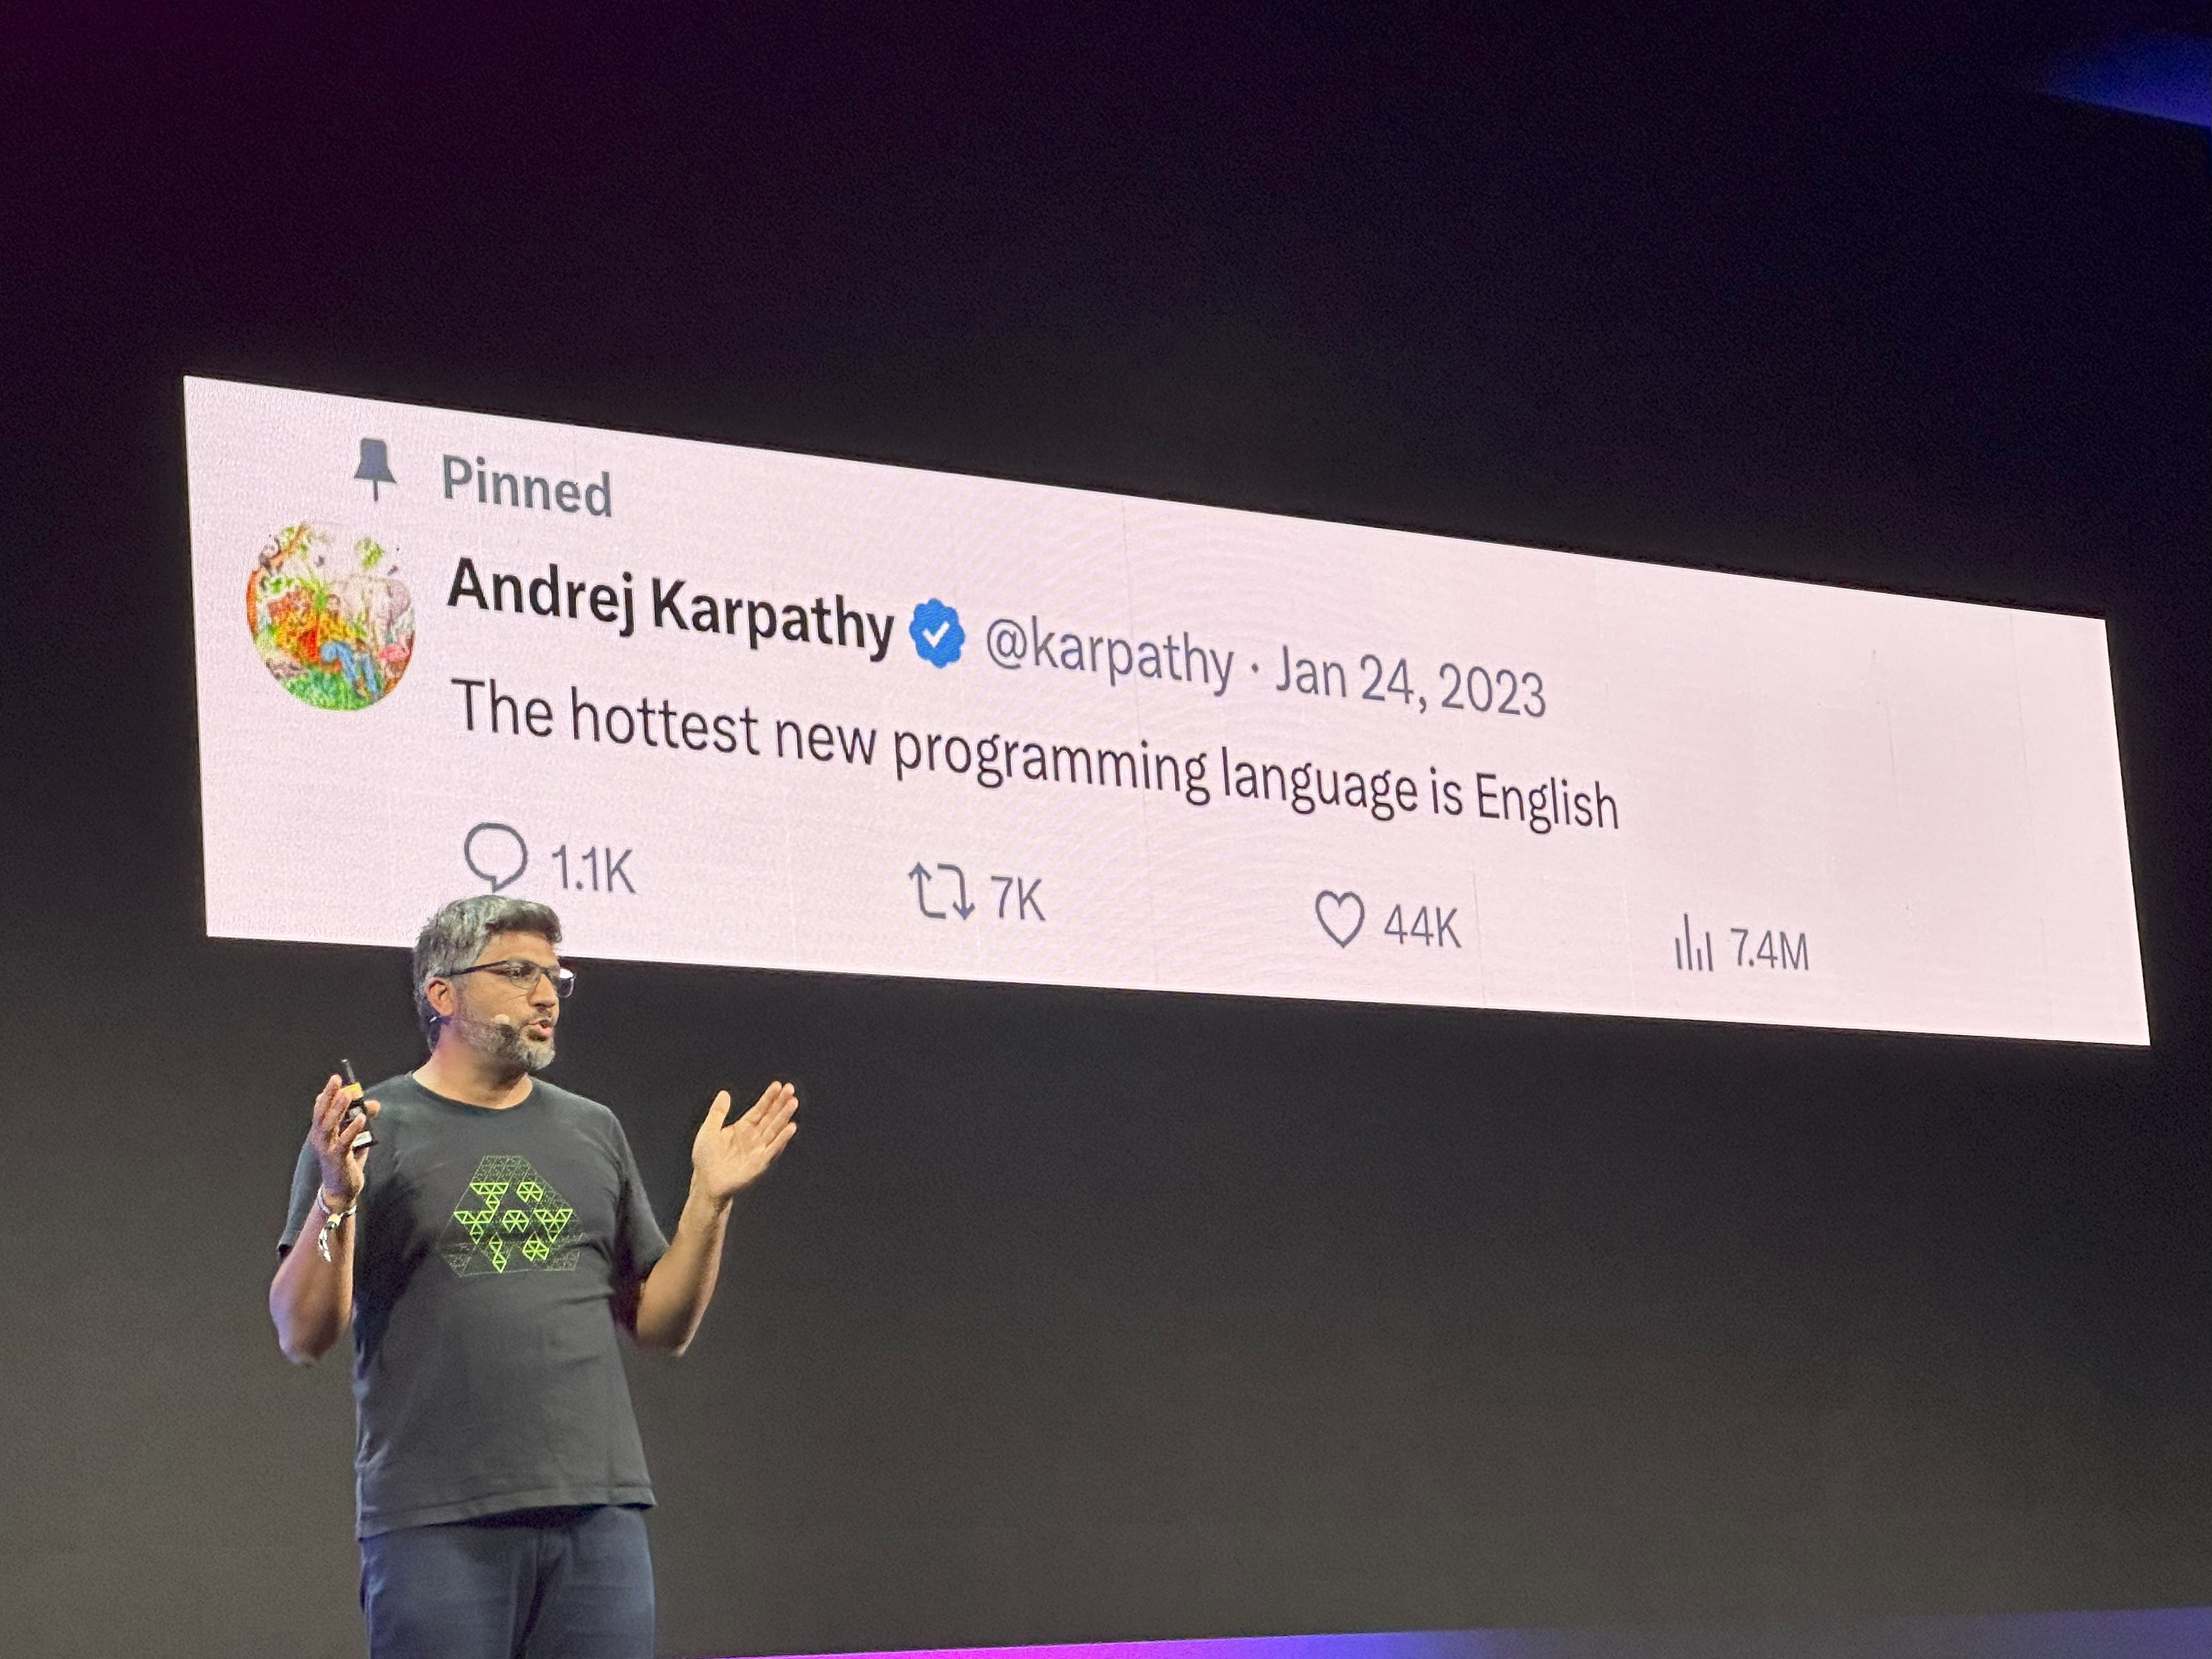 Pinned
Andrej Karpathy @karpathy · Jan 24, 2023
The hottest new programming language is English
1.1K 7K 44K 7.4M